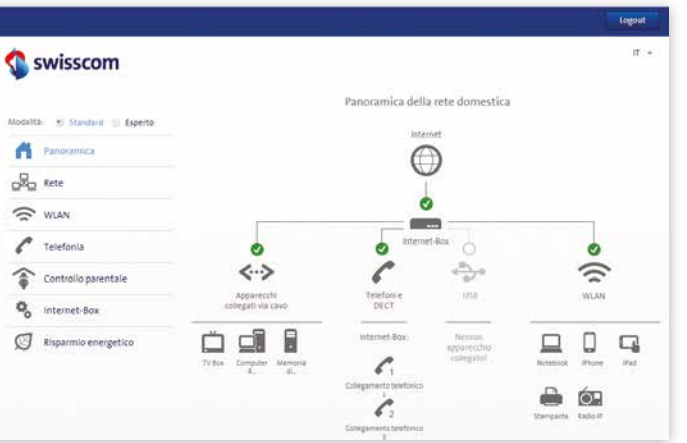 Logout
swisscom
IT
Modalità: Standard Esperto
Panoramica
Rete
WLAN
Telefonia
Controllo parentale
Internet-Box
Risparmio energetico
Panoramica della rete domestica
Internet
Internet-Box
Apparecchi
collegati via cavo
Telefoni e
DECT
USB
WLAN
TV Box
Computer
R..
Memoria
di..
Internet-Box:
1
Collegamento telefonico
2
Collegamento telefonico
Nessun
apparecchio
collegato!
Notebook
iPhone
iPad
Stampante
Radio IP